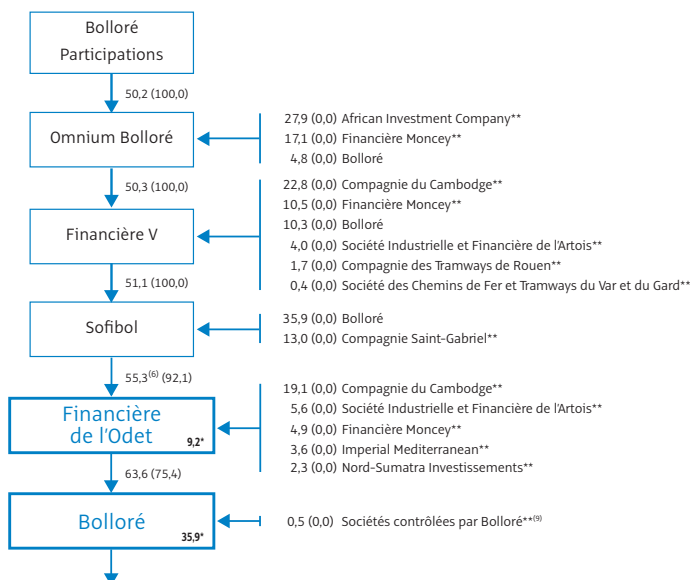 Bolloré
Participations
50,2 (100,0)
Omnium Bolloré
27,9 (0,0) African Investment Company**
17,1 (0,0) Financière Moncey**
4,8 (0,0) Bolloré
50,3 (100,0)
Financière V
22,8 (0,0) Compagnie du Cambodge**
10,5 (0,0) Financière Moncey**
10,3 (0,0) Bolloré
4,0 (0,0) Société Industrielle et Financière de l'Artois**
1,7 (0,0) Compagnie des Tramways de Rouen**
0,4 (0,0) Société des Chemins de Fer et Tramways du Var et du Gard**
51,1 (100,0)
Sofibol
35,9 (0,0) Bolloré
13,0 (0,0) Compagnie Saint-Gabriel**
55,3(6) (92,1)
Financière
de l'Odet
9,2*
19,1 (0,0) Compagnie du Cambodge**
5,6 (0,0) Société Industrielle et Financière de l'Artois**
4,9 (0,0) Financière Moncey**
3,6 (0,0) Imperial Mediterranean**
2,3 (0,0) Nord-Sumatra Investissements**
63,6 (75,4)
Bolloré
35,9*
0,5 (0,0) Sociétés contrôlées par Bolloré**(9)